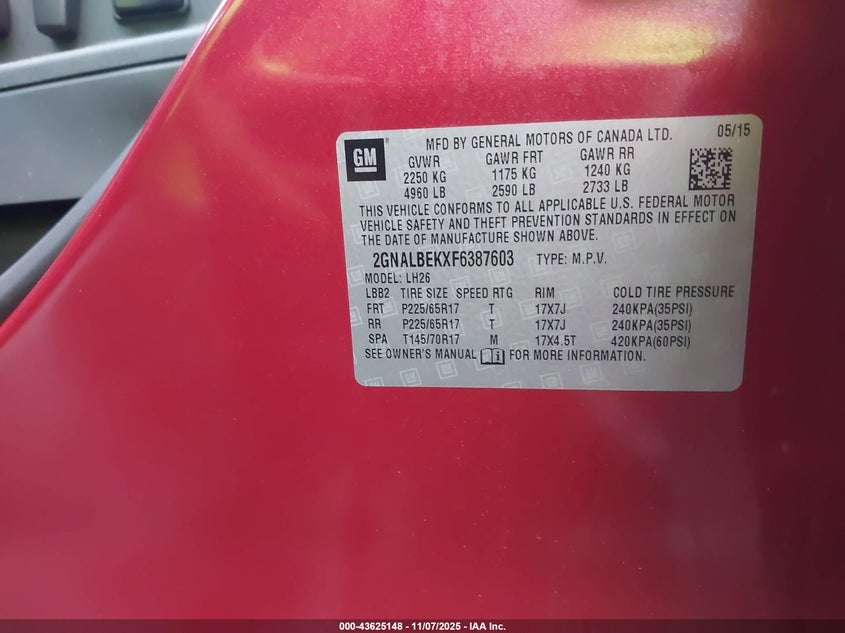 GM
MFD BY GENERAL MOTORS OF CANADA LTD. 05/15
GVWR GAWR FRT GAWR RR
2250 KG 1175 KG 1240 KG
4960 LB 2590 LB 2733 LB
THIS VEHICLE CONFORMS TO ALL APPLICABLE U.S. FEDERAL MOTOR
VEHICLE SAFETY AND THEFT PREVENTION STANDARDS IN EFFECT ON
THE DATE OF MANUFACTURE SHOWN ABOVE.
2GNALBEKXF6387603 TYPE: M.P.V.
MODEL: LH26
LBB2 TIRE SIZE SPEED RTG RIM COLD TIRE PRESSURE
FRT P225/65R17 T 17X7J 240KPA(35PSI)
RR P225/65R17 T 17X7J 240KPA(35PSI)
SPA T145/70R17 M 17X4.5T 420KPA(60PSI)
SEE OWNER'S MANUAL FOR MORE INFORMATION.
000-43625148 - 11/07/2025 - IAA Inc.